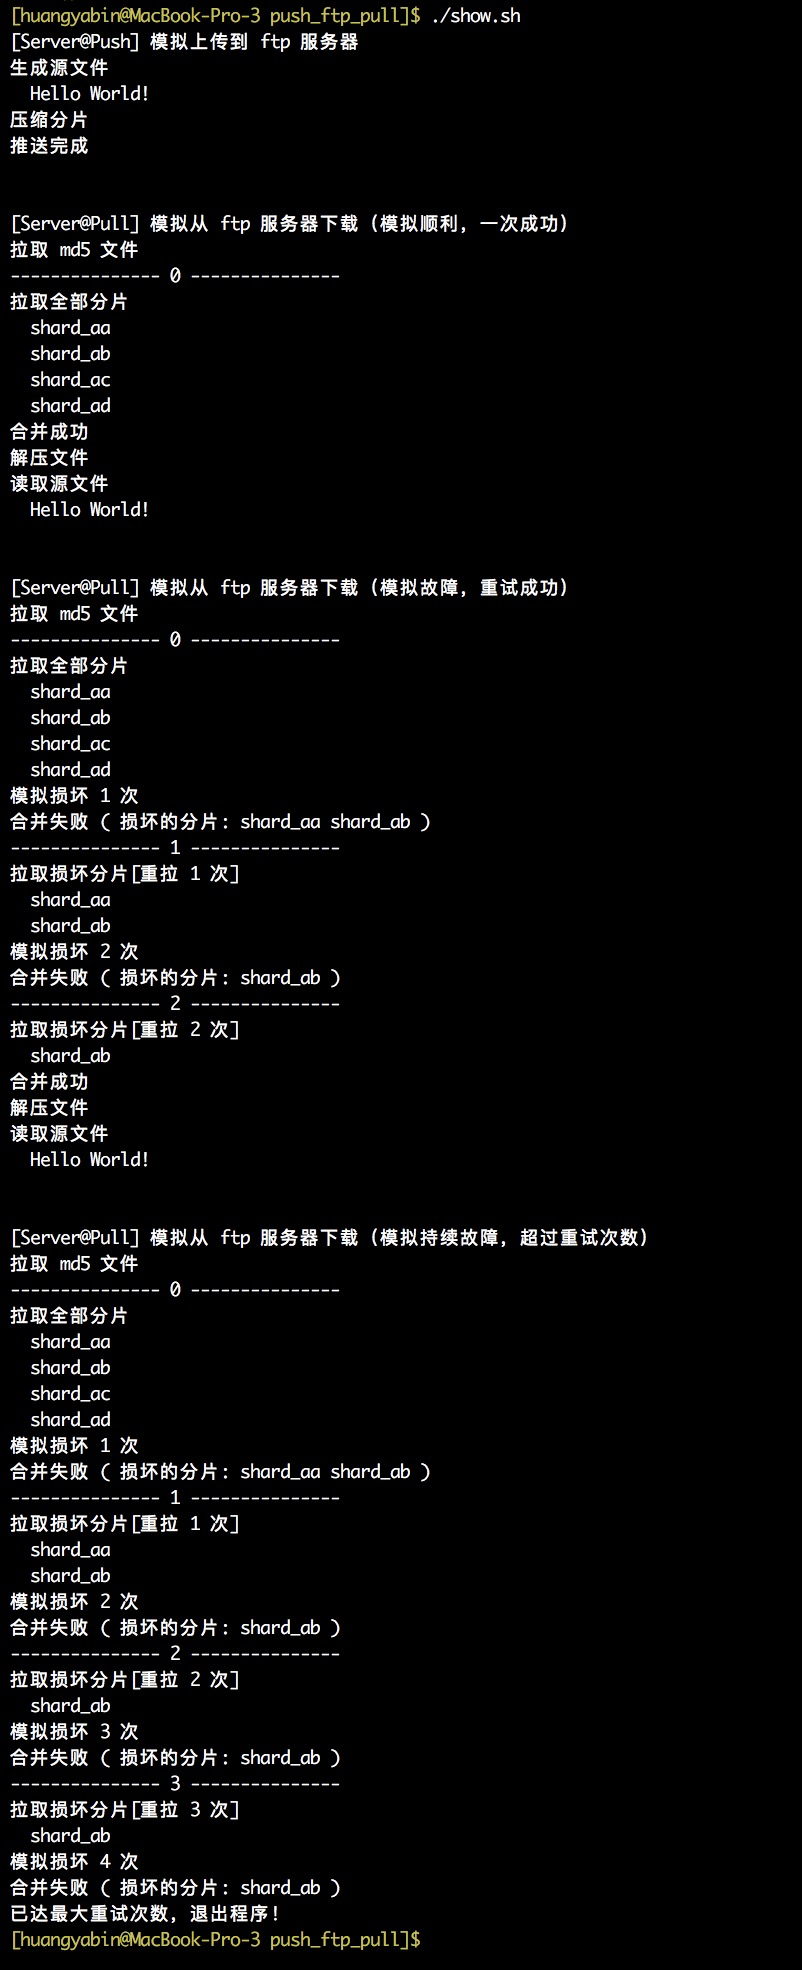 [huangyabin@MacBook-Pro-3 push_ftp_pull]$ ./show.sh
[Server@Push] 模拟上传到 ftp 服务器
生成源文件
  Hello World!
压缩分片
推送完成
[Server@Pull] 模拟从 ftp 服务器下载（模拟顺利，一次成功）
拉取 md5 文件
--------------- 0 ---------------
拉取全部分片
  shard_aa
  shard_ab
  shard_ac
  shard_ad
合并成功
解压文件
读取源文件
  Hello World!
[Server@Pull] 模拟从 ftp 服务器下载（模拟故障，重试成功）
拉取 md5 文件
--------------- 0 ---------------
拉取全部分片
  shard_aa
  shard_ab
  shard_ac
  shard_ad
模拟损坏 1 次
合并失败 ( 损坏的分片: shard_aa shard_ab )
--------------- 1 ---------------
拉取损坏分片[重拉 1 次]
  shard_aa
  shard_ab
模拟损坏 2 次
合并失败 ( 损坏的分片: shard_ab )
--------------- 2 ---------------
拉取损坏分片[重拉 2 次]
  shard_ab
合并成功
解压文件
读取源文件
  Hello World!
[Server@Pull] 模拟从 ftp 服务器下载（模拟持续故障，超过重试次数）
拉取 md5 文件
--------------- 0 ---------------
拉取全部分片
  shard_aa
  shard_ab
  shard_ac
  shard_ad
模拟损坏 1 次
合并失败 ( 损坏的分片: shard_aa shard_ab )
--------------- 1 ---------------
拉取损坏分片[重拉 1 次]
  shard_aa
  shard_ab
模拟损坏 2 次
合并失败 ( 损坏的分片: shard_ab )
--------------- 2 ---------------
拉取损坏分片[重拉 2 次]
  shard_ab
模拟损坏 3 次
合并失败 ( 损坏的分片: shard_ab )
--------------- 3 ---------------
拉取损坏分片[重拉 3 次]
  shard_ab
模拟损坏 4 次
合并失败 ( 损坏的分片: shard_ab )
已达最大重试次数，退出程序！
[huangyabin@MacBook-Pro-3 push_ftp_pull]$